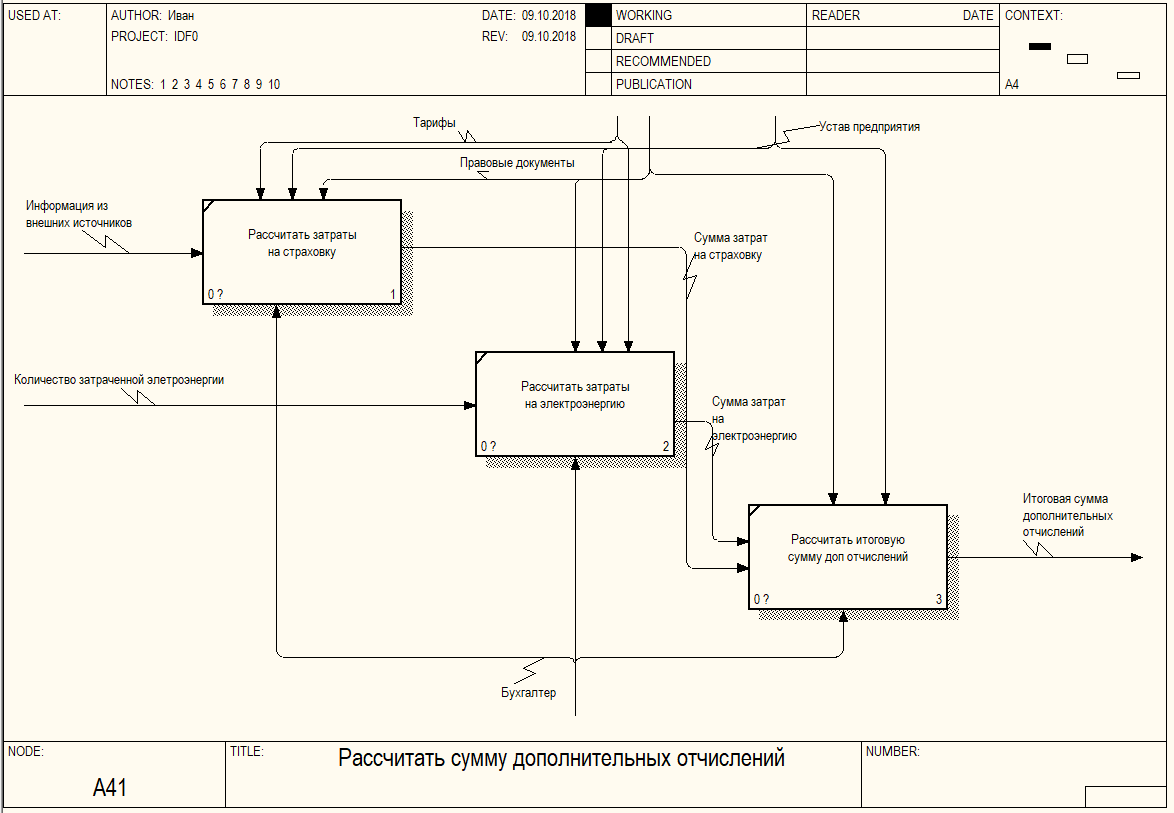 USED AT:
AUTHOR: Иван
DATE: 09.10.2018
PROJECT: IDF0
REV: 09.10.2018
NOTES: 1 2 3 4 5 6 7 8 9 10
WORKING
DRAFT
RECOMMENDED
PUBLICATION
READER
DATE
CONTEXT:
A4
Тарифы
Устав предприятия
Правовые документы
Информация из
внешних источников
Рассчитать затраты
на страховку
0 ?
1
Сумма затрат
на страховку
Количество затраченной элетроэнергии
Рассчитать затраты
на электроэнергию
0 ?
2
Сумма затрат
на
электроэнергию
Рассчитать итоговую
сумму доп отчислений
0 ?
3
Итоговая сумма
дополнительных
отчислений
Бухгалтер
NODE:
A41
TITLE:
Рассчитать сумму дополнительных отчислений
NUMBER: